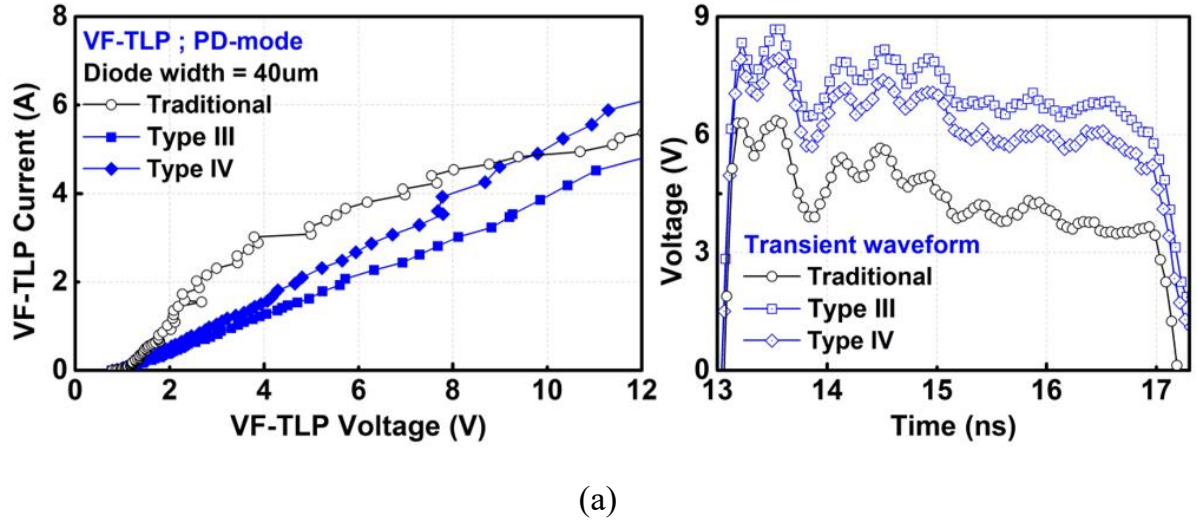 VF-TLP ; PD-mode
Diode width = 40um
Traditional
Type III
Type IV
8
6
4
2
0
VF-TLP Current (A)
0 2 4 6 8 10 12
VF-TLP Voltage (V)
9
6
3
0
Voltage (V)
Transient waveform
Traditional
Type III
Type IV
13 14 15 16 17
Time (ns)
(a)